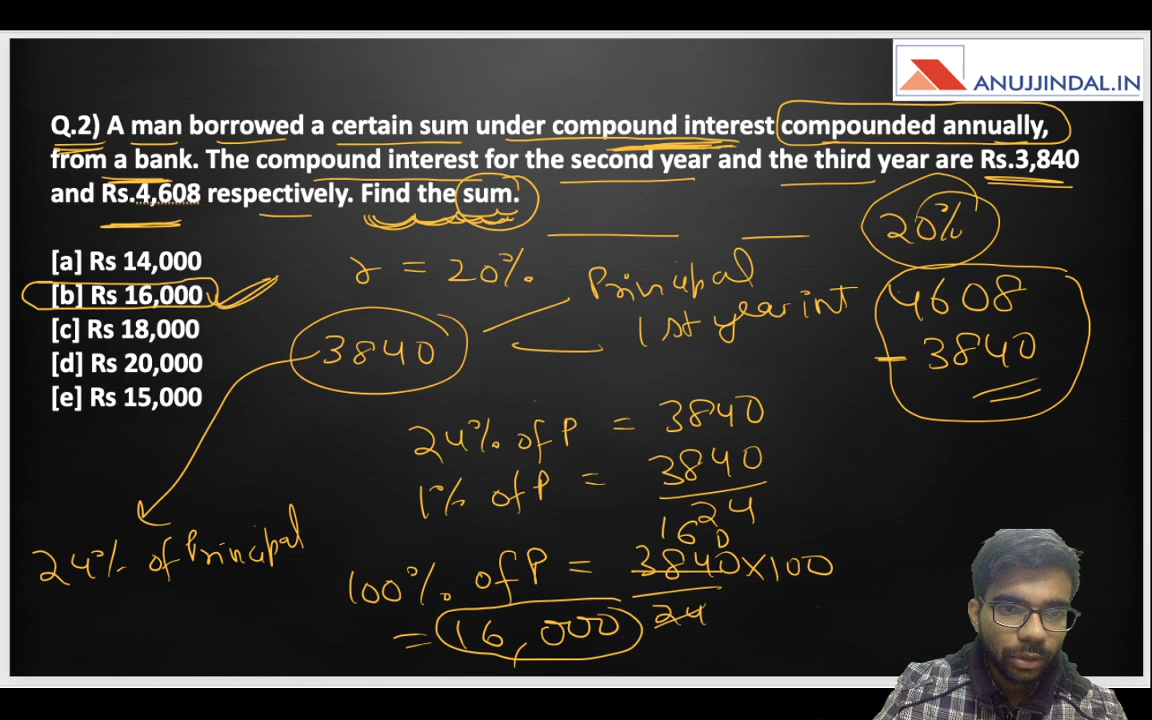 ANUJJINDAL.IN
Q.2) A man borrowed a certain sum under compound interest compounded annually,
from a bank. The compound interest for the second year and the third year are Rs.3,840
and Rs.4,608 respectively. Find the sum.
20%
[a] Rs 14,000
[b] Rs 16,000
[c] Rs 18,000
[d] Rs 20,000
[e] Rs 15,000
r = 20%
Principal
1st year int
3840
4608
- 3840
24% of P = 3840
1% of P = 3840
24
24% of Principal
160
100% of P = 3840 x 100
24
= 16,000